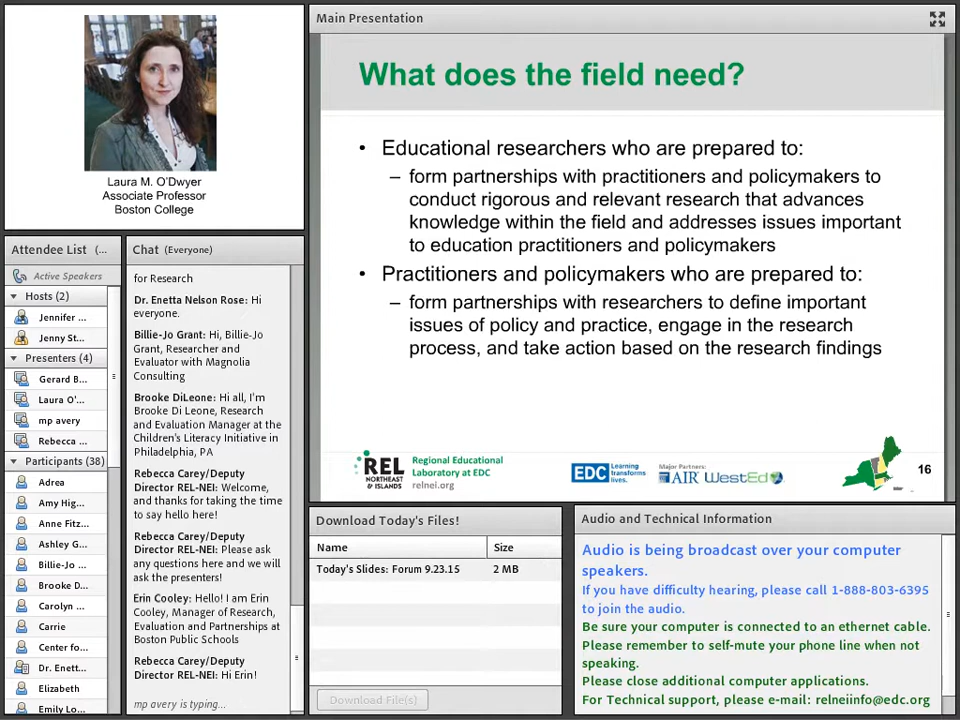 Laura M. O'Dwyer
Associate Professor
Boston College
Attendee List (...
Active Speakers
Hosts (2)
Jennifer ...
Jenny St...
Presenters (4)
Gerard B...
Laura O'...
mp avery
Rebecca ...
Participants (38)
Adrea
Amy Hig...
Anne Fitz...
Ashley G...
Billie-Jo ...
Brooke D...
Carolyn ...
Carrie
Center fo...
Dr. Enett...
Elizabeth
Emily Lo...
Chat (Everyone)
for Research
Dr. Enetta Nelson Rose: Hi
everyone.
Billie-Jo Grant: Hi, Billie-Jo
Grant, Researcher and
Evaluator with Magnolia
Consulting
Brooke DiLeone: Hi all, I'm
Brooke Di Leone, Research
and Evaluation Manager at the
Children's Literacy Initiative in
Philadelphia, PA
Rebecca Carey/Deputy
Director REL-NEI: Welcome,
and thanks for taking the time
to say hello here!
Rebecca Carey/Deputy
Director REL-NEI: Please ask
any questions here and we will
ask the presenters!
Erin Cooley: Hello! I am Erin
Cooley, Manager of Research,
Evaluation and Partnerships at
Boston Public Schools
Rebecca Carey/Deputy
Director REL-NEI: Hi Erin!
mp avery is typing...
Main Presentation
What does the field need?
• Educational researchers who are prepared to:
– form partnerships with practitioners and policymakers to
conduct rigorous and relevant research that advances
knowledge within the field and addresses issues important
to education practitioners and policymakers
• Practitioners and policymakers who are prepared to:
– form partnerships with researchers to define important
issues of policy and practice, engage in the research
process, and take action based on the research findings
REL
NORTHEAST
& ISLANDS
Regional Educational
Laboratory at EDC
relnei.org
EDC
Learning
transforms
lives.
Major Partners:
AIR WestEd
16
Download Today's Files!
Name Size
Today's Slides: Forum 9.23.15 2 MB
Download File(s)
Audio and Technical Information
Audio is being broadcast over your computer
speakers.
If you have difficulty hearing, please call 1-888-803-6395
to join the audio.
Be sure your computer is connected to an ethernet cable.
Please remember to self-mute your phone line when not
speaking.
Please close additional computer applications.
For Technical support, please e-mail: relneiinfo@edc.org